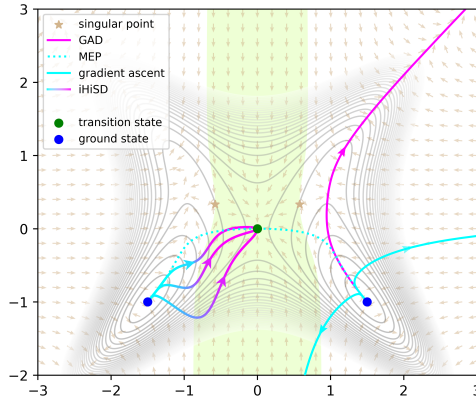 3
2
1
0
−1
−2
singular point
GAD
MEP
gradient ascent
iHiSD
transition state
ground state
−3 −2 −1 0 1 2